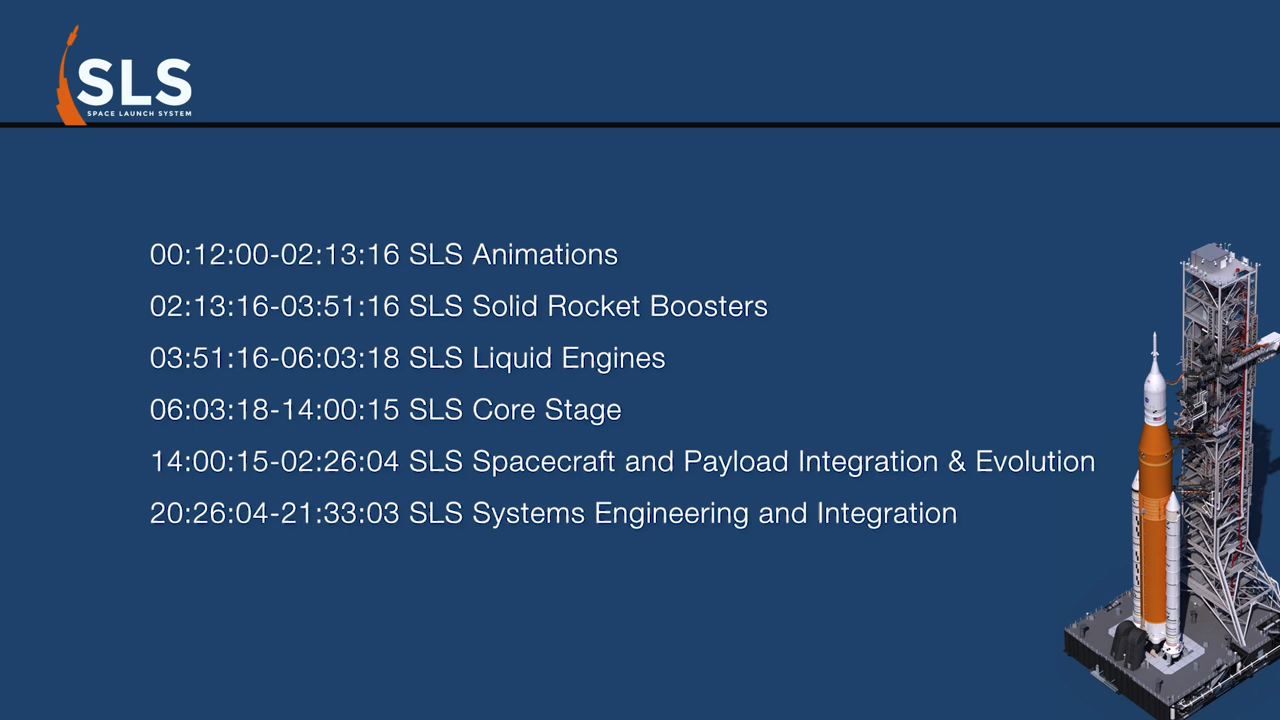 SLS
SPACE LAUNCH SYSTEM
00:12:00-02:13:16 SLS Animations
02:13:16-03:51:16 SLS Solid Rocket Boosters
03:51:16-06:03:18 SLS Liquid Engines
06:03:18-14:00:15 SLS Core Stage
14:00:15-02:26:04 SLS Spacecraft and Payload Integration & Evolution
20:26:04-21:33:03 SLS Systems Engineering and Integration